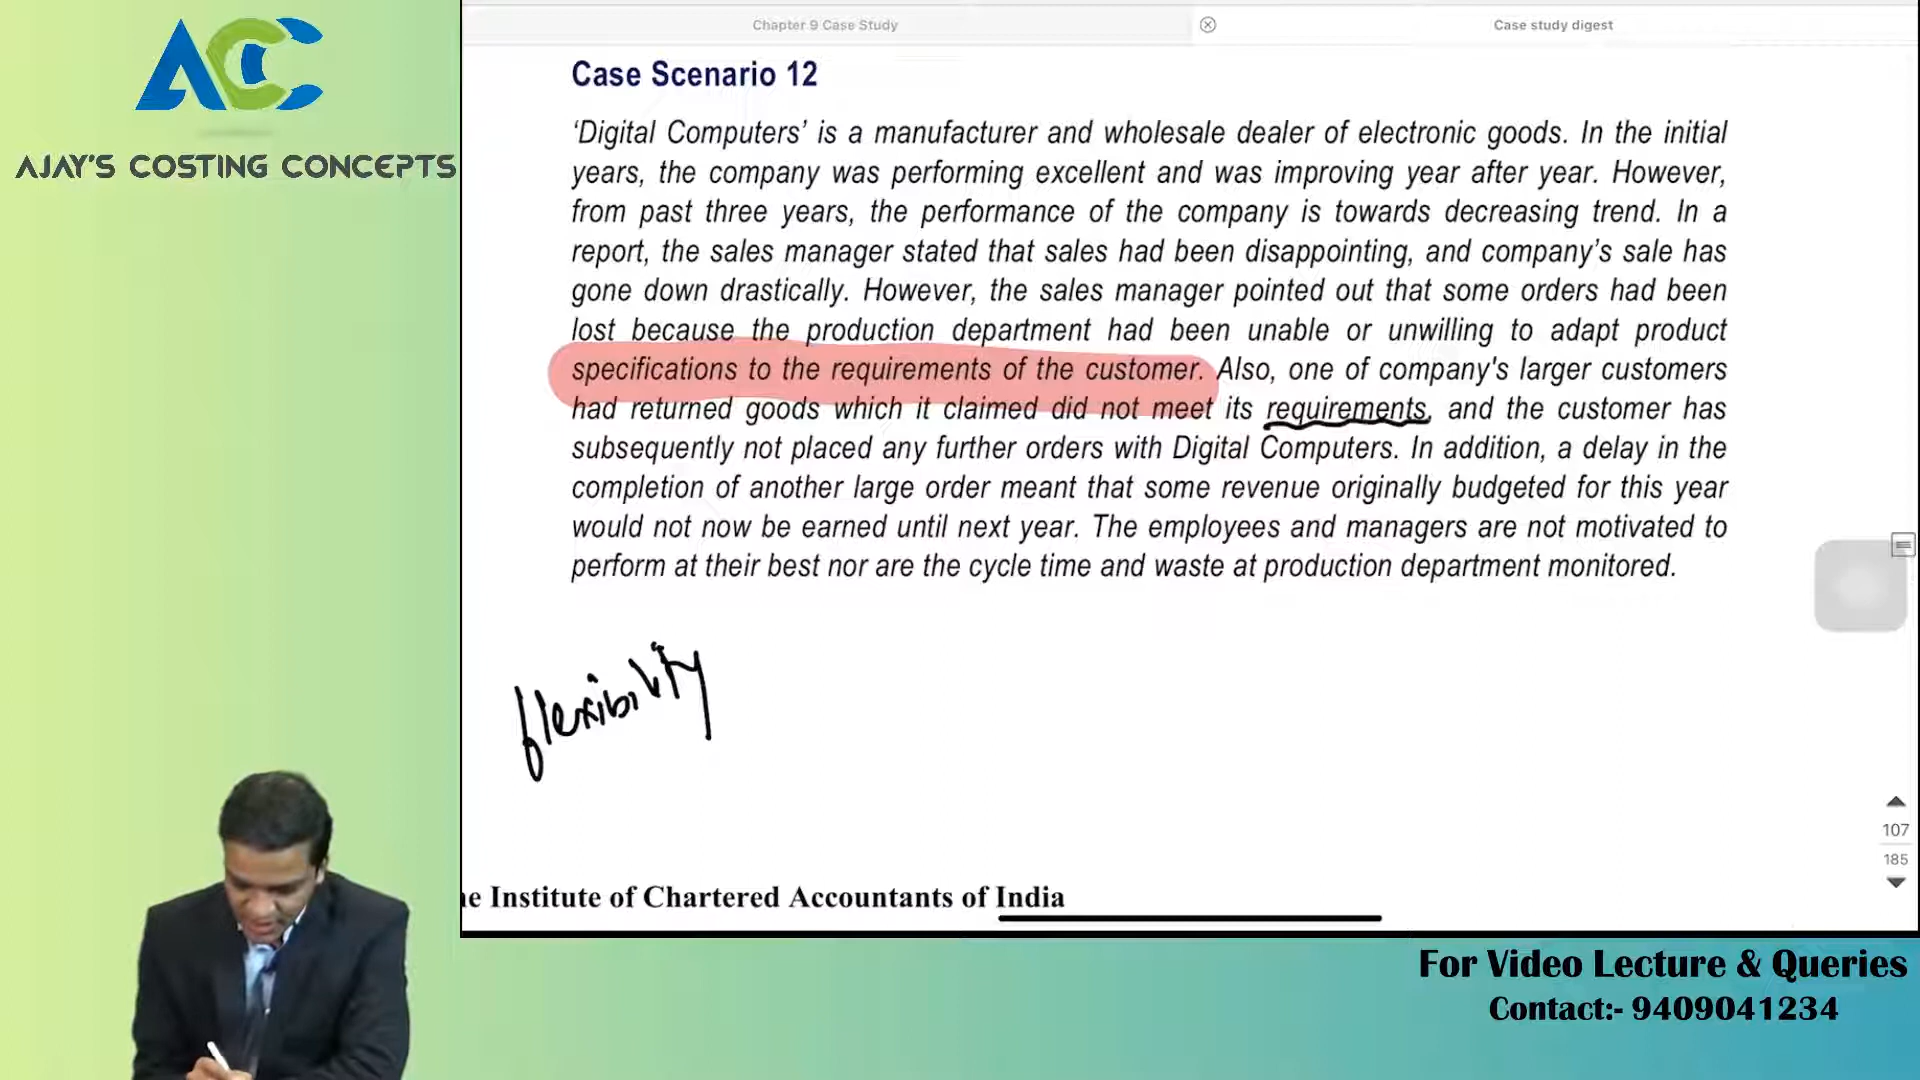 ACC
AJAY'S COSTING CONCEPTS
Chapter 9 Case Study
Case study digest
Case Scenario 12
‘Digital Computers’ is a manufacturer and wholesale dealer of electronic goods. In the initial
years, the company was performing excellent and was improving year after year. However,
from past three years, the performance of the company is towards decreasing trend. In a
report, the sales manager stated that sales had been disappointing, and company’s sale has
gone down drastically. However, the sales manager pointed out that some orders had been
lost because the production department had been unable or unwilling to adapt product
specifications to the requirements of the customer. Also, one of company's larger customers
had returned goods which it claimed did not meet its requirements, and the customer has
subsequently not placed any further orders with Digital Computers. In addition, a delay in the
completion of another large order meant that some revenue originally budgeted for this year
would not now be earned until next year. The employees and managers are not motivated to
perform at their best nor are the cycle time and waste at production department monitored.
flexibility
107
185
e Institute of Chartered Accountants of India
For Video Lecture & Queries
Contact:- 9409041234